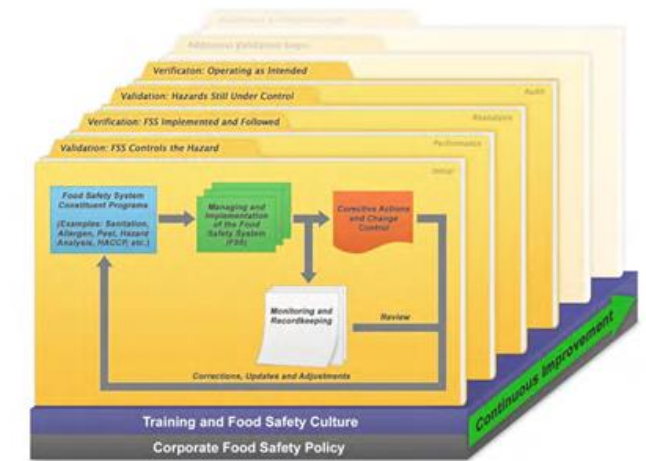 Verificaton: Operating as Intended
Validation: Hazards Still Under Control
Audit
Verification: FSS Implemented and Followed
Validation: FSS Controls the Hazard
Performance
Initial
Food Safety System
Constituent Programs
(Examples: Sanitation,
Allergen, Pest, Hazard
Analysis, HACCP, etc.)
Managing and
Implementation
of the Food
Safety System
(FSS)
Corective Actions
and Change
Control
Monitoring and
Recordkeeping
Review
Corrections, Updates and Adjustments
Continuous Improvement
Training and Food Safety Culture
Corporate Food Safety Policy